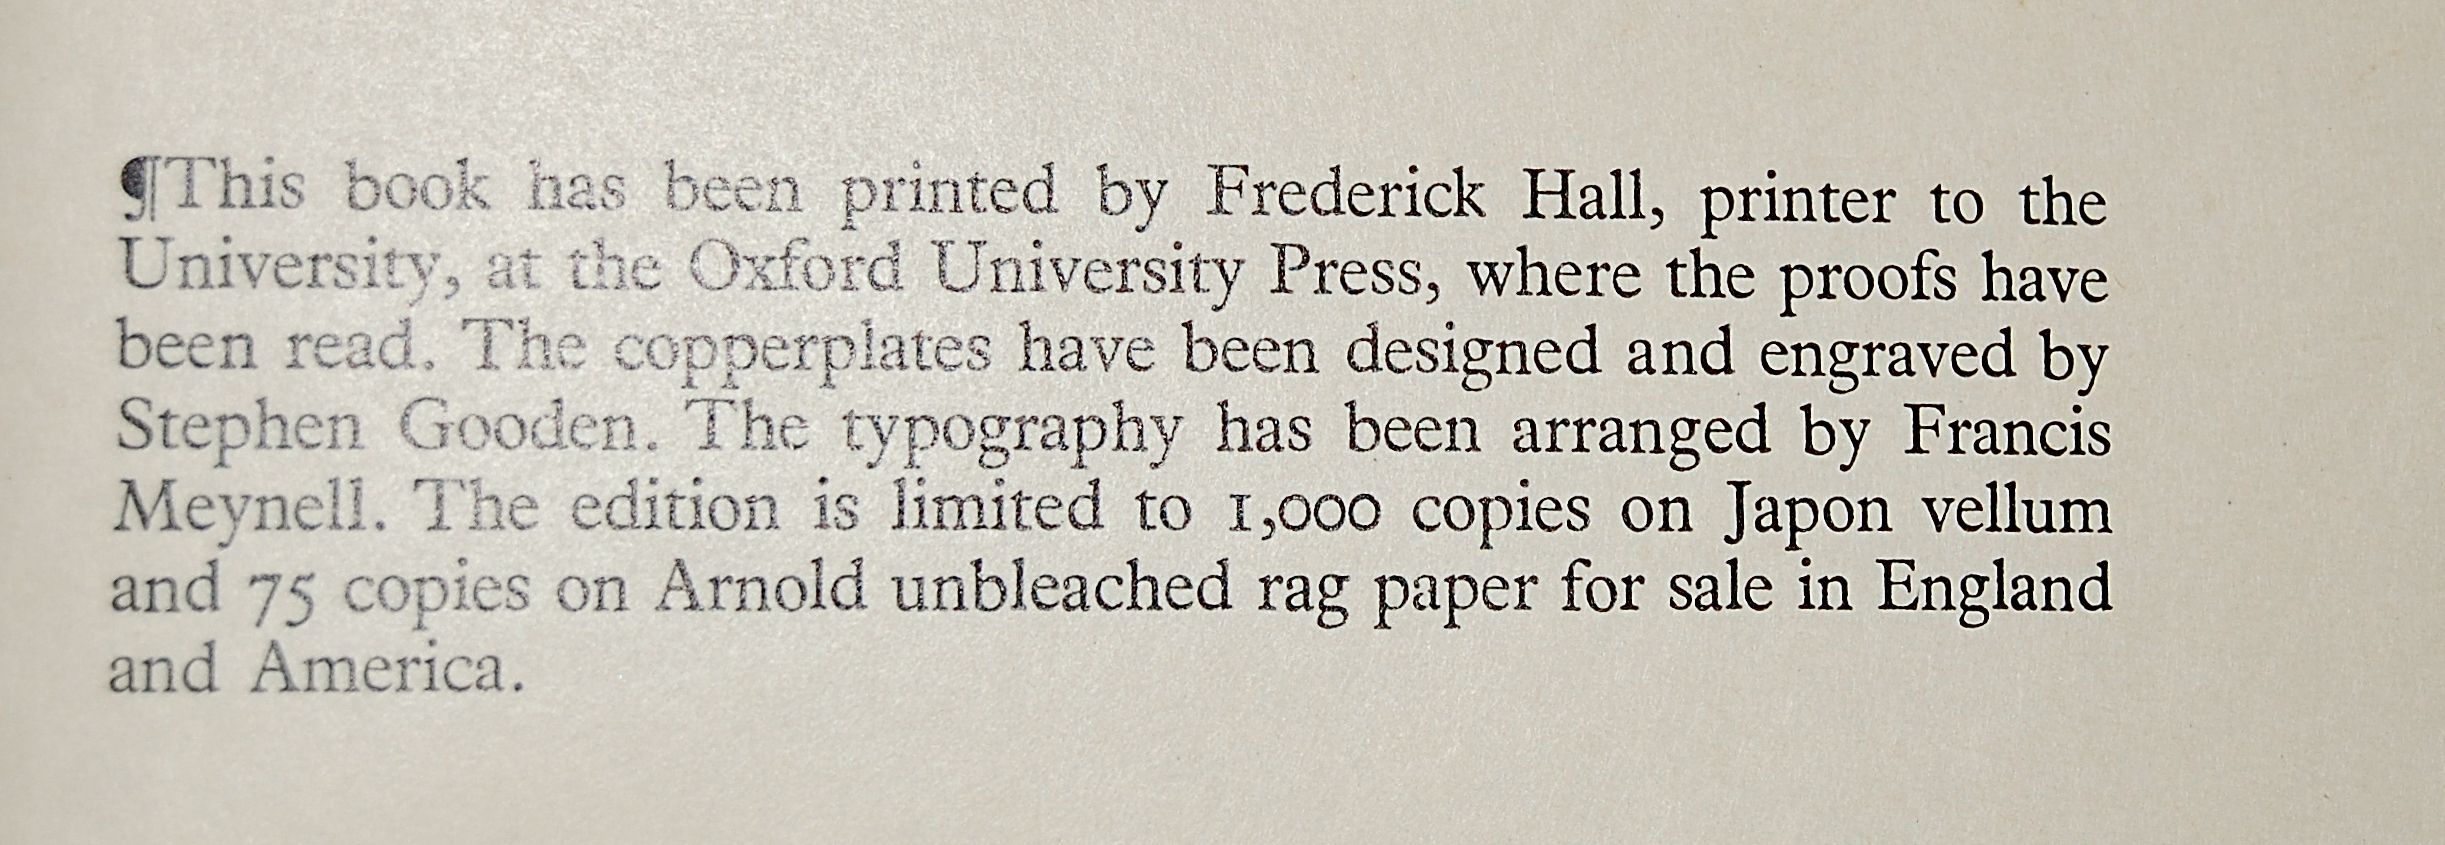 ¶This book has been printed by Frederick Hall, printer to the
University, at the Oxford University Press, where the proofs have
been read. The copperplates have been designed and engraved by
Stephen Gooden. The typography has been arranged by Francis
Meynell. The edition is limited to 1,000 copies on Japon vellum
and 75 copies on Arnold unbleached rag paper for sale in England
and America.